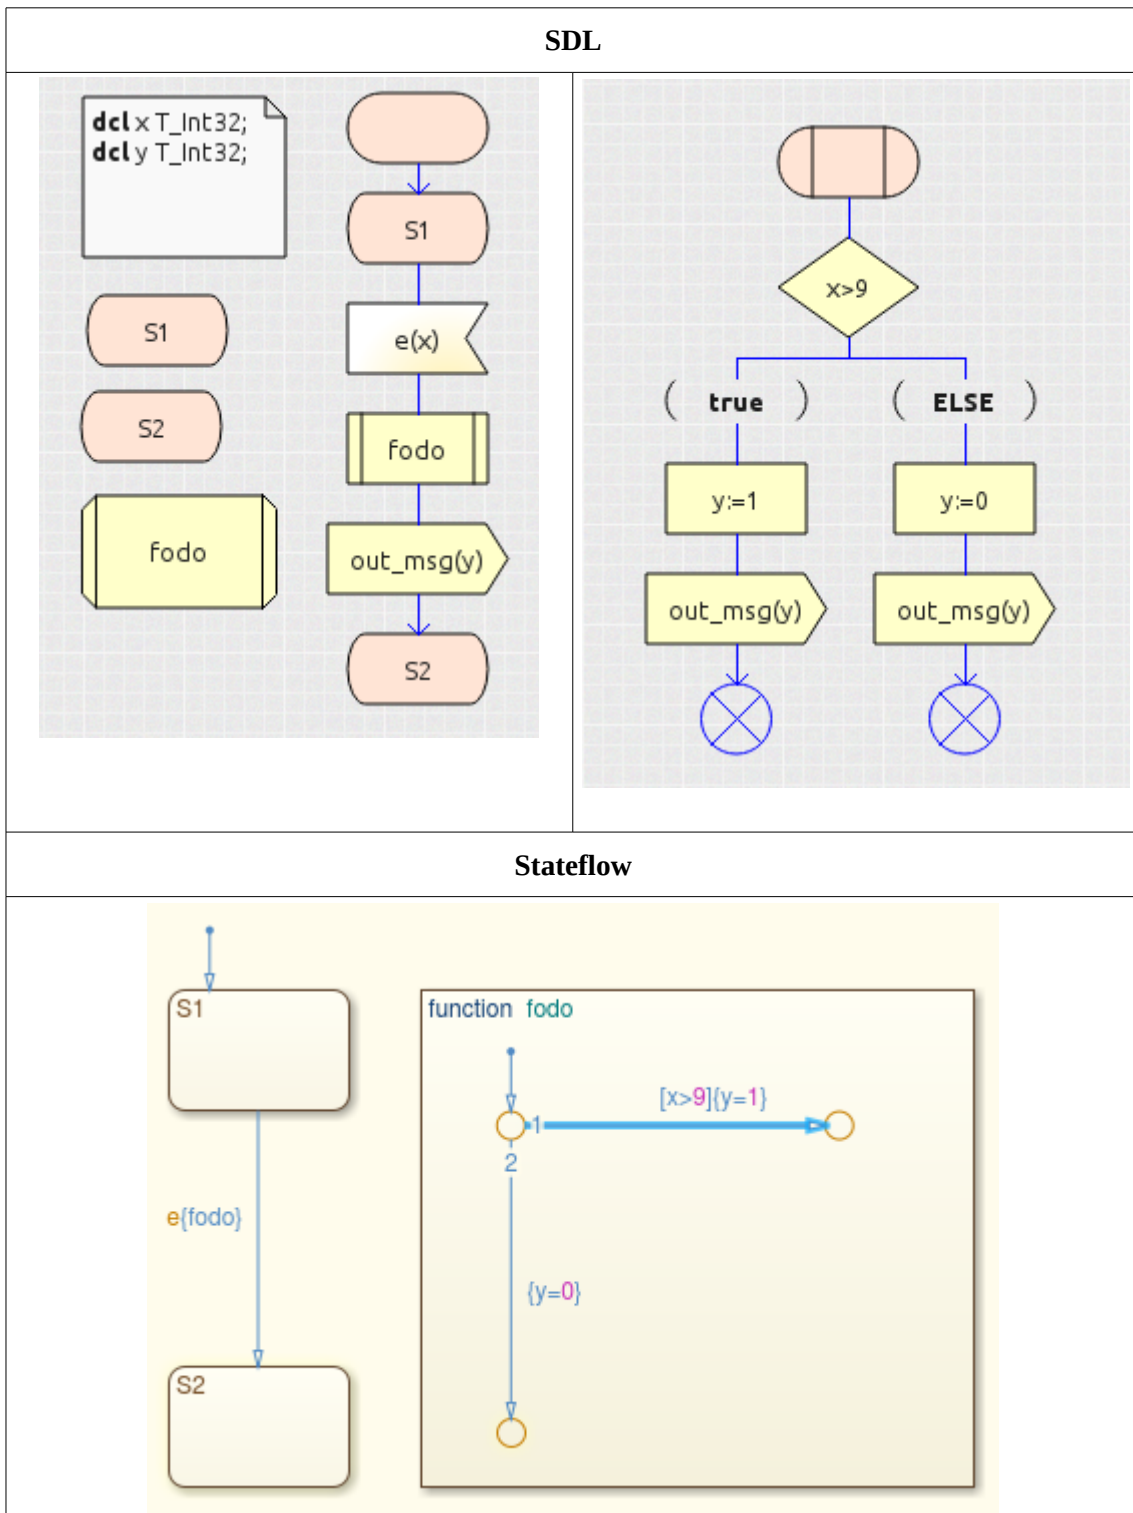 SDL
dcl x T_Int32;
dcl y T_Int32;
S1
S2
fodo
S1
e(x)
fodo
out_msg(y)
S2
x>9
( true )
( ELSE )
y:=1
y:=0
out_msg(y)
out_msg(y)
Stateflow
S1
e{fodo}
S2
function fodo
[x>9]{y=1}
1
2
{y=0}